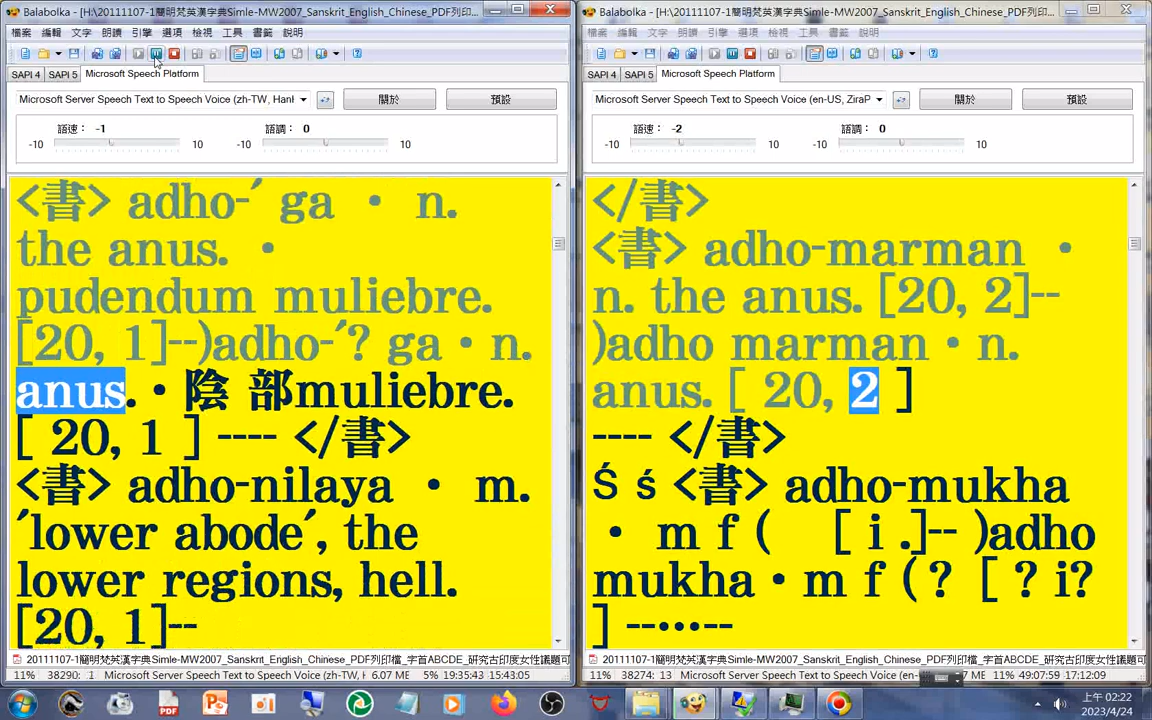 Balabolka - [H:\20111107-1簡明梵英漢字典Simle-MW2007_Sanskrit_English_Chinese_PDF列印...
檔案 編輯 文字 朗讀 引擎 選項 檢視 工具 書籤 說明
SAPI 4 SAPI 5 Microsoft Speech Platform
Microsoft Server Speech Text to Speech Voice (zh-TW, Hanl 關於 預設
語速： -1 語調： 0
-10 10 -10 10
<書> adho-´ ga • n.
the anus. •
pudendum muliebre.
[20, 1]--)adho-´? ga • n.
anus. • 陰 部muliebre.
[ 20, 1 ] ---- </書>
<書> adho-nilaya • m.
´lower abode´, the
lower regions, hell.
[20, 1]--
20111107-1簡明梵英漢字典Simle-MW2007_Sanskrit_English_Chinese_PDF列印檔_字首ABCDE_研究古印度女性議題可
11% 38290: 1 Microsoft Server Speech Text to Speech Voice (zh-TW, H 6.07 ME 5% 19:35:43 15:43:05
Balabolka - [H:\20111107-1簡明梵英漢字典Simle-MW2007_Sanskrit_English_Chinese_PDF列印...
檔案 編輯 文字 朗讀 引擎 選項 檢視 工具 書籤 說明
SAPI 4 SAPI 5 Microsoft Speech Platform
Microsoft Server Speech Text to Speech Voice (en-US, ZiraP 關於 預設
語速： -2 語調： 0
-10 10 -10 10
</書>
<書> adho-marman •
n. the anus. [20, 2]--
)adho marman • n.
anus. [ 20, 2 ]
---- </書>
Ś ś <書> adho-mukha
• m f ( [ i .]-- )adho
mukha • m f ( ? [ ? i?
] --•••--
20111107-1簡明梵英漢字典Simle-MW2007_Sanskrit_English_Chinese_PDF列印檔_字首ABCDE_研究古印度女性議題可
11% 38274: 13 Microsoft Server Speech Text to Speech Voice (en-u 11% 49:07:59 17:12:09
上午 02:22
2023/4/24